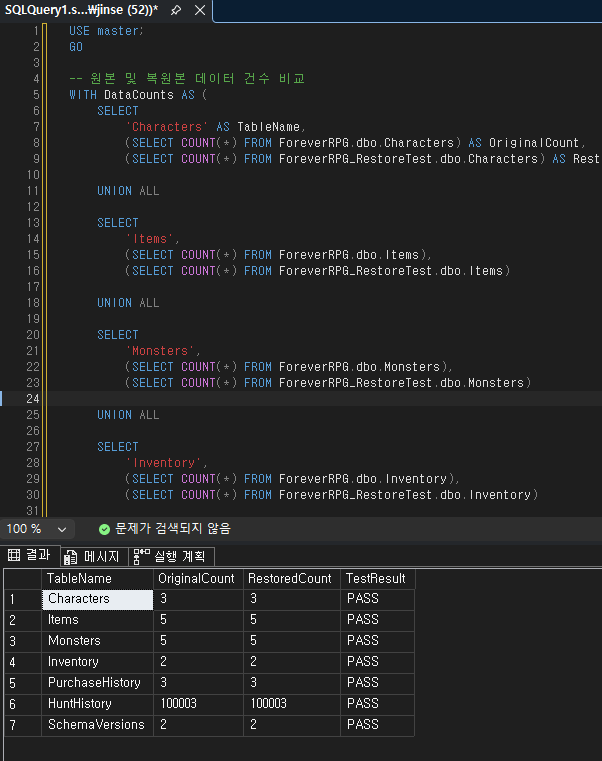 SQLQuery1.s...₩jinse (52))*
1 USE master;
2 GO
3
4 -- 원본 및 복원본 데이터 건수 비교
5 WITH DataCounts AS (
6 SELECT
7 'Characters' AS TableName,
8 (SELECT COUNT(*) FROM ForeverRPG.dbo.Characters) AS OriginalCount,
9 (SELECT COUNT(*) FROM ForeverRPG_RestoreTest.dbo.Characters) AS Rest
10
11 UNION ALL
12
13 SELECT
14 'Items',
15 (SELECT COUNT(*) FROM ForeverRPG.dbo.Items),
16 (SELECT COUNT(*) FROM ForeverRPG_RestoreTest.dbo.Items)
17
18 UNION ALL
19
20 SELECT
21 'Monsters',
22 (SELECT COUNT(*) FROM ForeverRPG.dbo.Monsters),
23 (SELECT COUNT(*) FROM ForeverRPG_RestoreTest.dbo.Monsters)
24
25 UNION ALL
26
27 SELECT
28 'Inventory',
29 (SELECT COUNT(*) FROM ForeverRPG.dbo.Inventory),
30 (SELECT COUNT(*) FROM ForeverRPG_RestoreTest.dbo.Inventory)
31
100 % 문제가 검색되지 않음
결과 메시지 실행 계획
TableName OriginalCount RestoredCount TestResult
1 Characters 3 3 PASS
2 Items 5 5 PASS
3 Monsters 5 5 PASS
4 Inventory 2 2 PASS
5 PurchaseHistory 3 3 PASS
6 HuntHistory 100003 100003 PASS
7 SchemaVersions 2 2 PASS